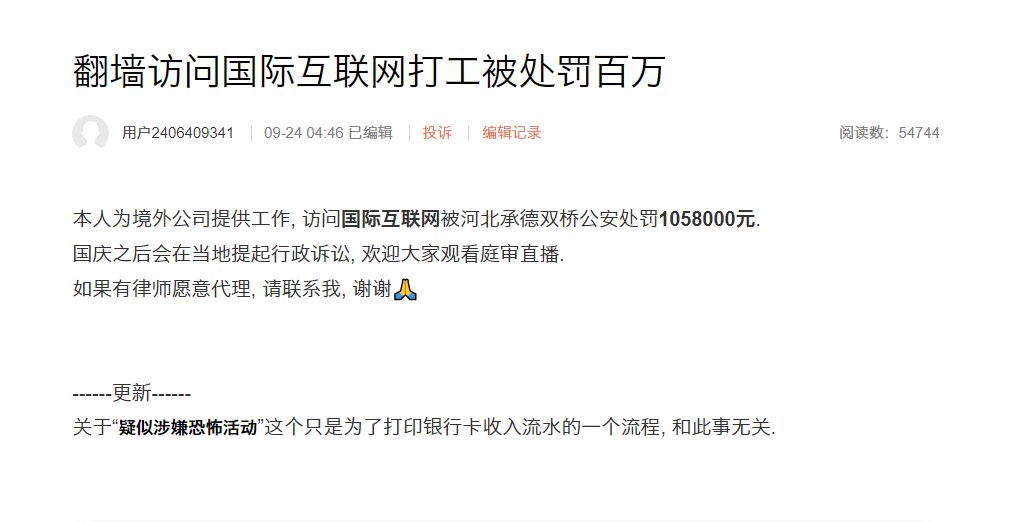 翻墙访问国际互联网打工被处罚百万
用户2406409341 09-24 04:46 已编辑 投诉 编辑记录 阅读数：54744
本人为境外公司提供工作, 访问国际互联网被河北承德双桥公安处罚1058000元.
国庆之后会在当地提起行政诉讼, 欢迎大家观看庭审直播.
如果有律师愿意代理, 请联系我, 谢谢🙏
------更新------
关于“疑似涉嫌恐怖活动”这个只是为了打印银行卡收入流水的一个流程, 和此事无关.